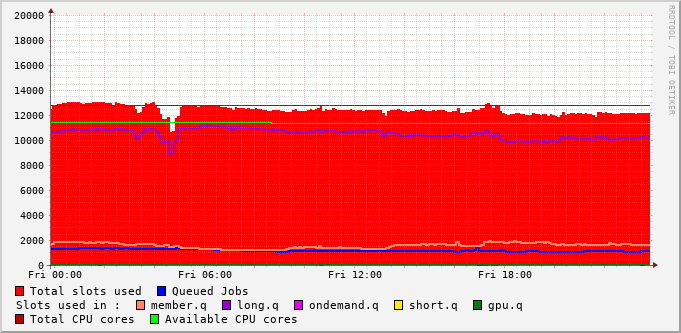 20000
18000
16000
14000
12000
10000
8000
6000
4000
2000
0
Fri 00:00 Fri 06:00 Fri 12:00 Fri 18:00
RRDTOOL / TOBI OETIKER
Total slots used Queued Jobs
Slots used in : member.q long.q ondemand.q short.q gpu.q
Total CPU cores Available CPU cores